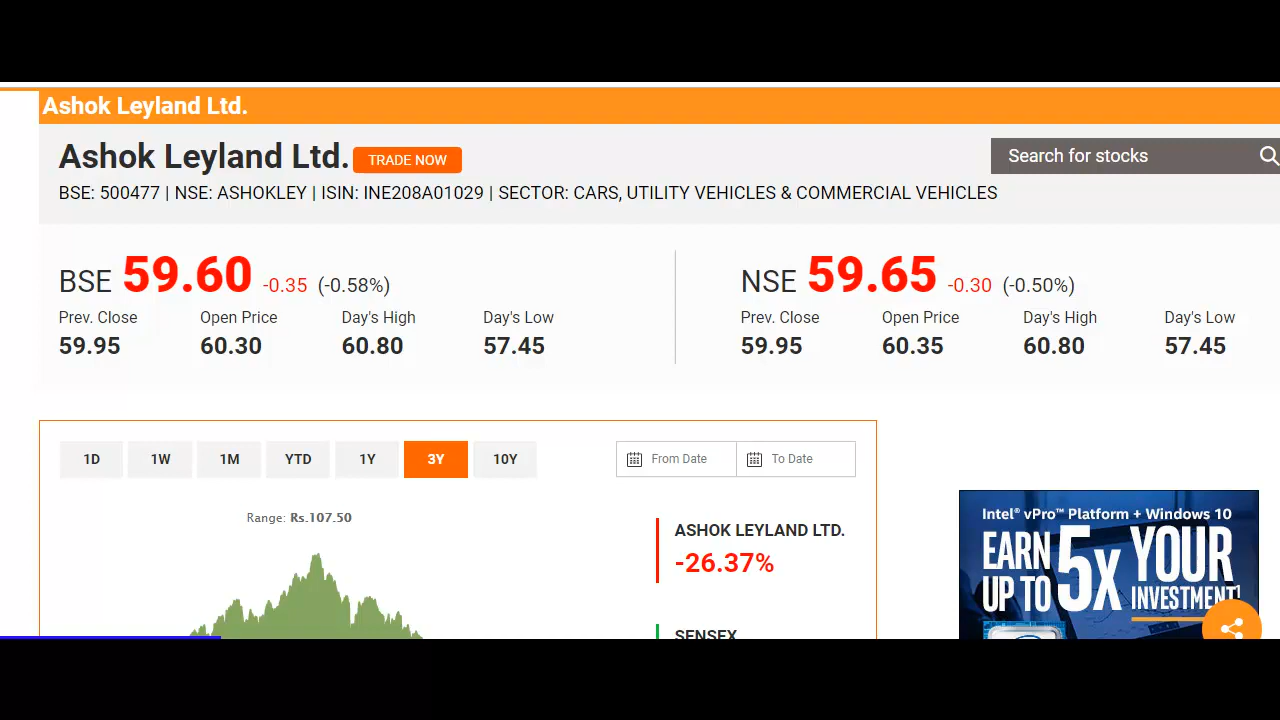 Ashok Leyland Ltd.
Ashok Leyland Ltd. TRADE NOW
Search for stocks
BSE: 500477 | NSE: ASHOKLEY | ISIN: INE208A01029 | SECTOR: CARS, UTILITY VEHICLES & COMMERCIAL VEHICLES
BSE 59.60 -0.35 (-0.58%)
Prev. Close Open Price Day's High Day's Low
59.95 60.30 60.80 57.45
NSE 59.65 -0.30 (-0.50%)
Prev. Close Open Price Day's High Day's Low
59.95 60.35 60.80 57.45
1D 1W 1M YTD 1Y 3Y 10Y
From Date To Date
Range: Rs.107.50
ASHOK LEYLAND LTD.
-26.37%
SENSEX
Intel® vPro™ Platform + Windows 10
EARN UP TO 5X YOUR INVESTMENT¹